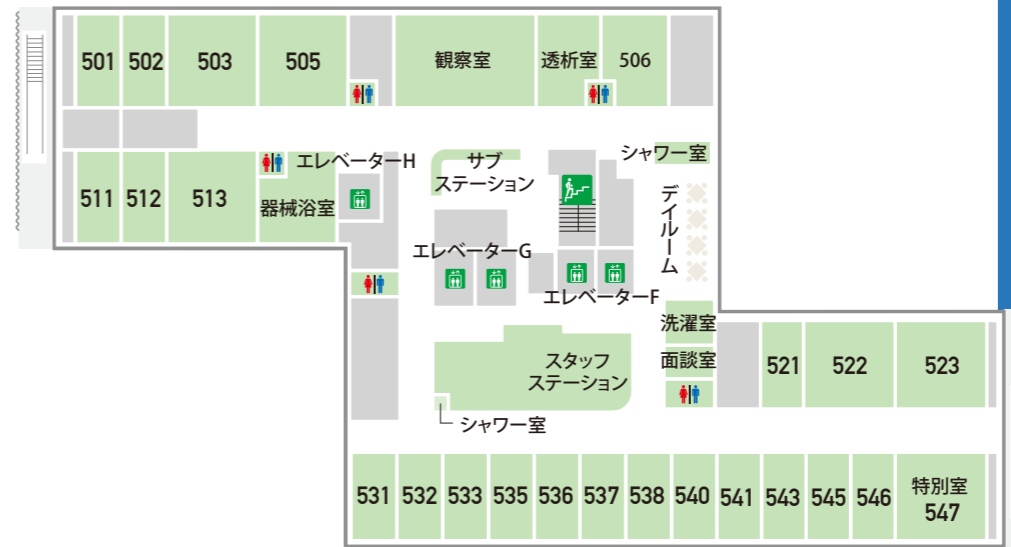 501
502
503
505
観察室
透析室
506
エレベーターH
サブ
ステーション
シャワー室
511
512
513
器械浴室
デイルーム
エレベーターG
エレベーターF
洗濯室
面談室
521
522
523
スタッフ
ステーション
シャワー室
531
532
533
535
536
537
538
540
541
543
545
546
特別室
547